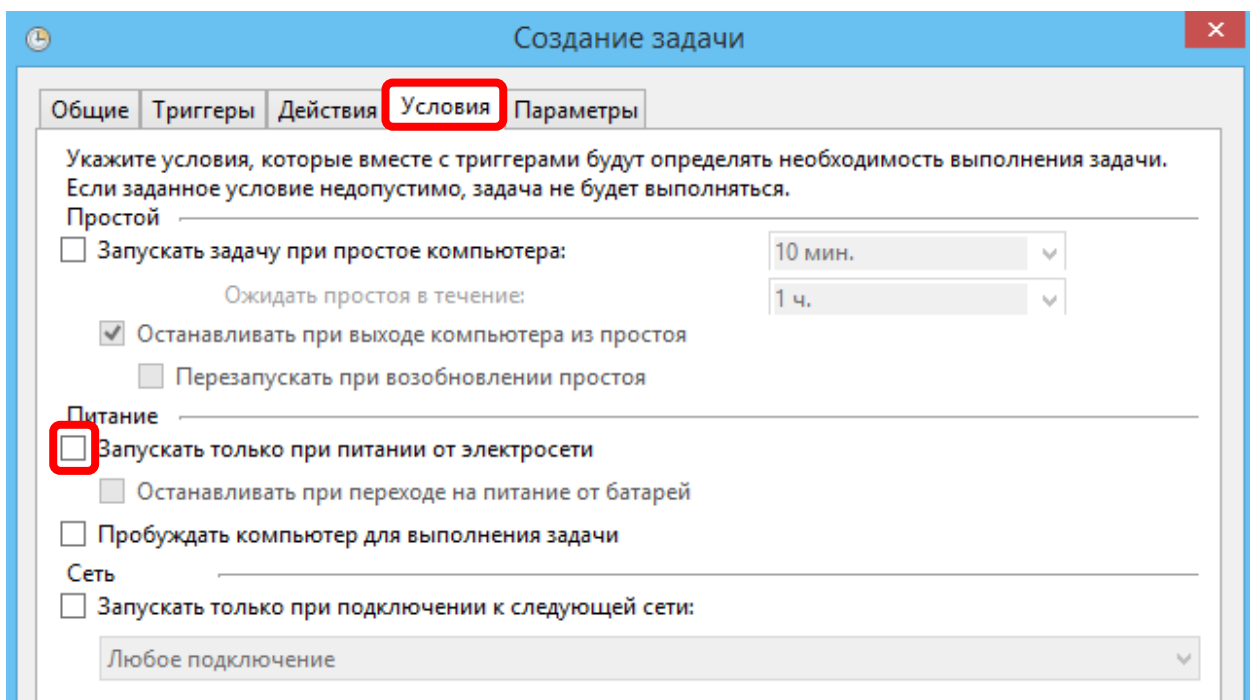 Создание задачи
Общие Триггеры Действия Условия Параметры
Укажите условия, которые вместе с триггерами будут определять необходимость выполнения задачи.
Если заданное условие недопустимо, задача не будет выполняться.
Простой
Запускать задачу при простое компьютера: 10 мин.
Ожидать простоя в течение: 1 ч.
Останавливать при выходе компьютера из простоя
Перезапускать при возобновлении простоя
Питание
Запускать только при питании от электросети
Останавливать при переходе на питание от батарей
Пробуждать компьютер для выполнения задачи
Сеть
Запускать только при подключении к следующей сети:
Любое подключение